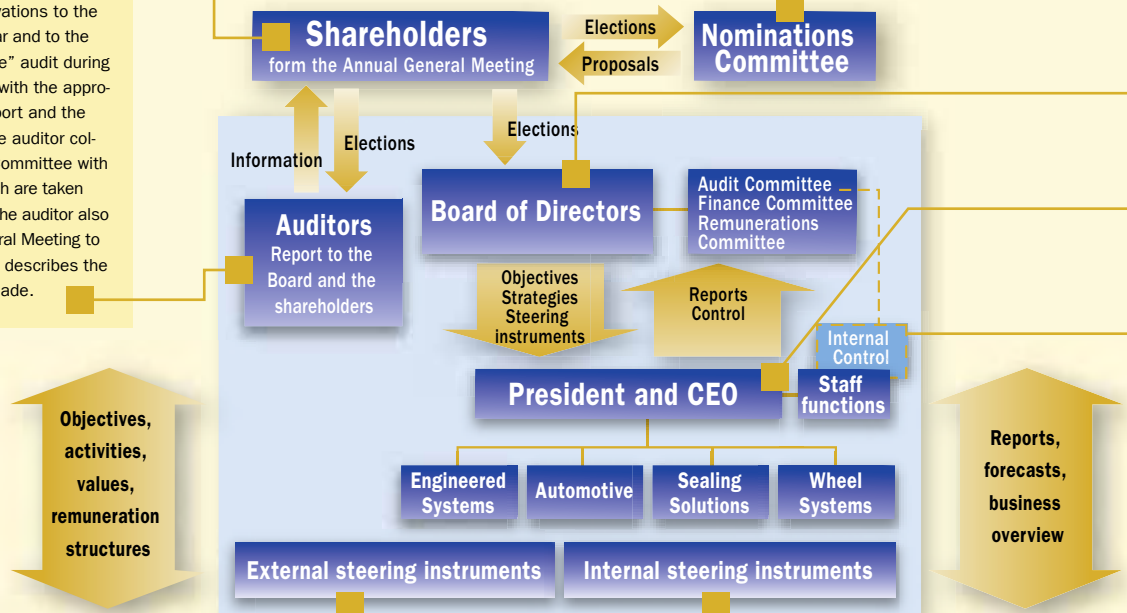 vations to the
ar and to the
e” audit during
with the appro-
port and the
e auditor col-
ommittee with
h are taken
he auditor also
ral Meeting to
describes the
ade.
Shareholders
form the Annual General Meeting
Elections
Proposals
Nominations
Committee
Information
Elections
Elections
Auditors
Report to the
Board and the
shareholders
Board of Directors
Audit Committee
Finance Committee
Remunerations
Committee
Objectives
Strategies
Steering
instruments
Reports
Control
Internal
Control
President and CEO
Staff
functions
Objectives,
activities,
values,
remuneration
structures
Engineered
Systems
Automotive
Sealing
Solutions
Wheel
Systems
Reports,
forecasts,
business
overview
External steering instruments
Internal steering instruments